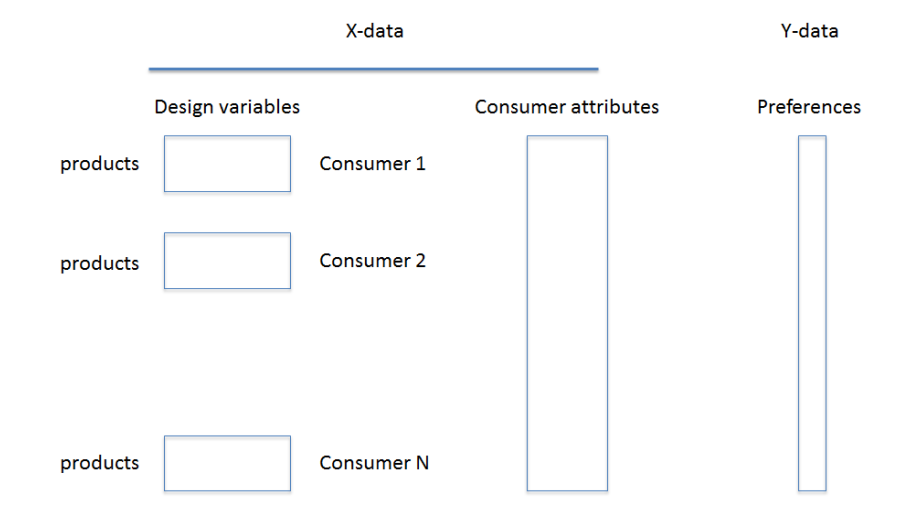 X-data
Y-data
Design variables
Consumer attributes
Preferences
products
Consumer 1
products
Consumer 2
products
Consumer N